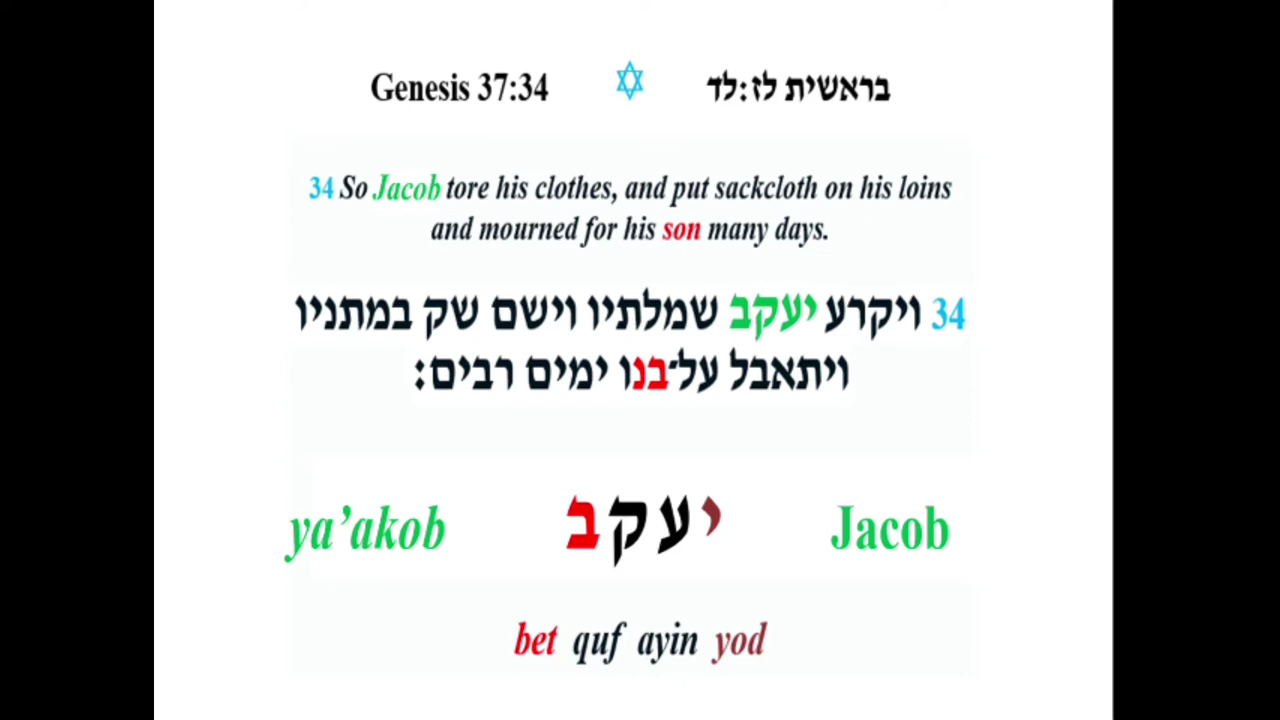 Genesis 37:34 ✡ בראשית לז:לד
34 So Jacob tore his clothes, and put sackcloth on his loins
and mourned for his son many days.
34 ויקרע יעקב שמלתיו וישם שק במתניו
ויתאבל על־בנו ימים רבים:
ya’akob יעקב Jacob
bet quf ayin yod